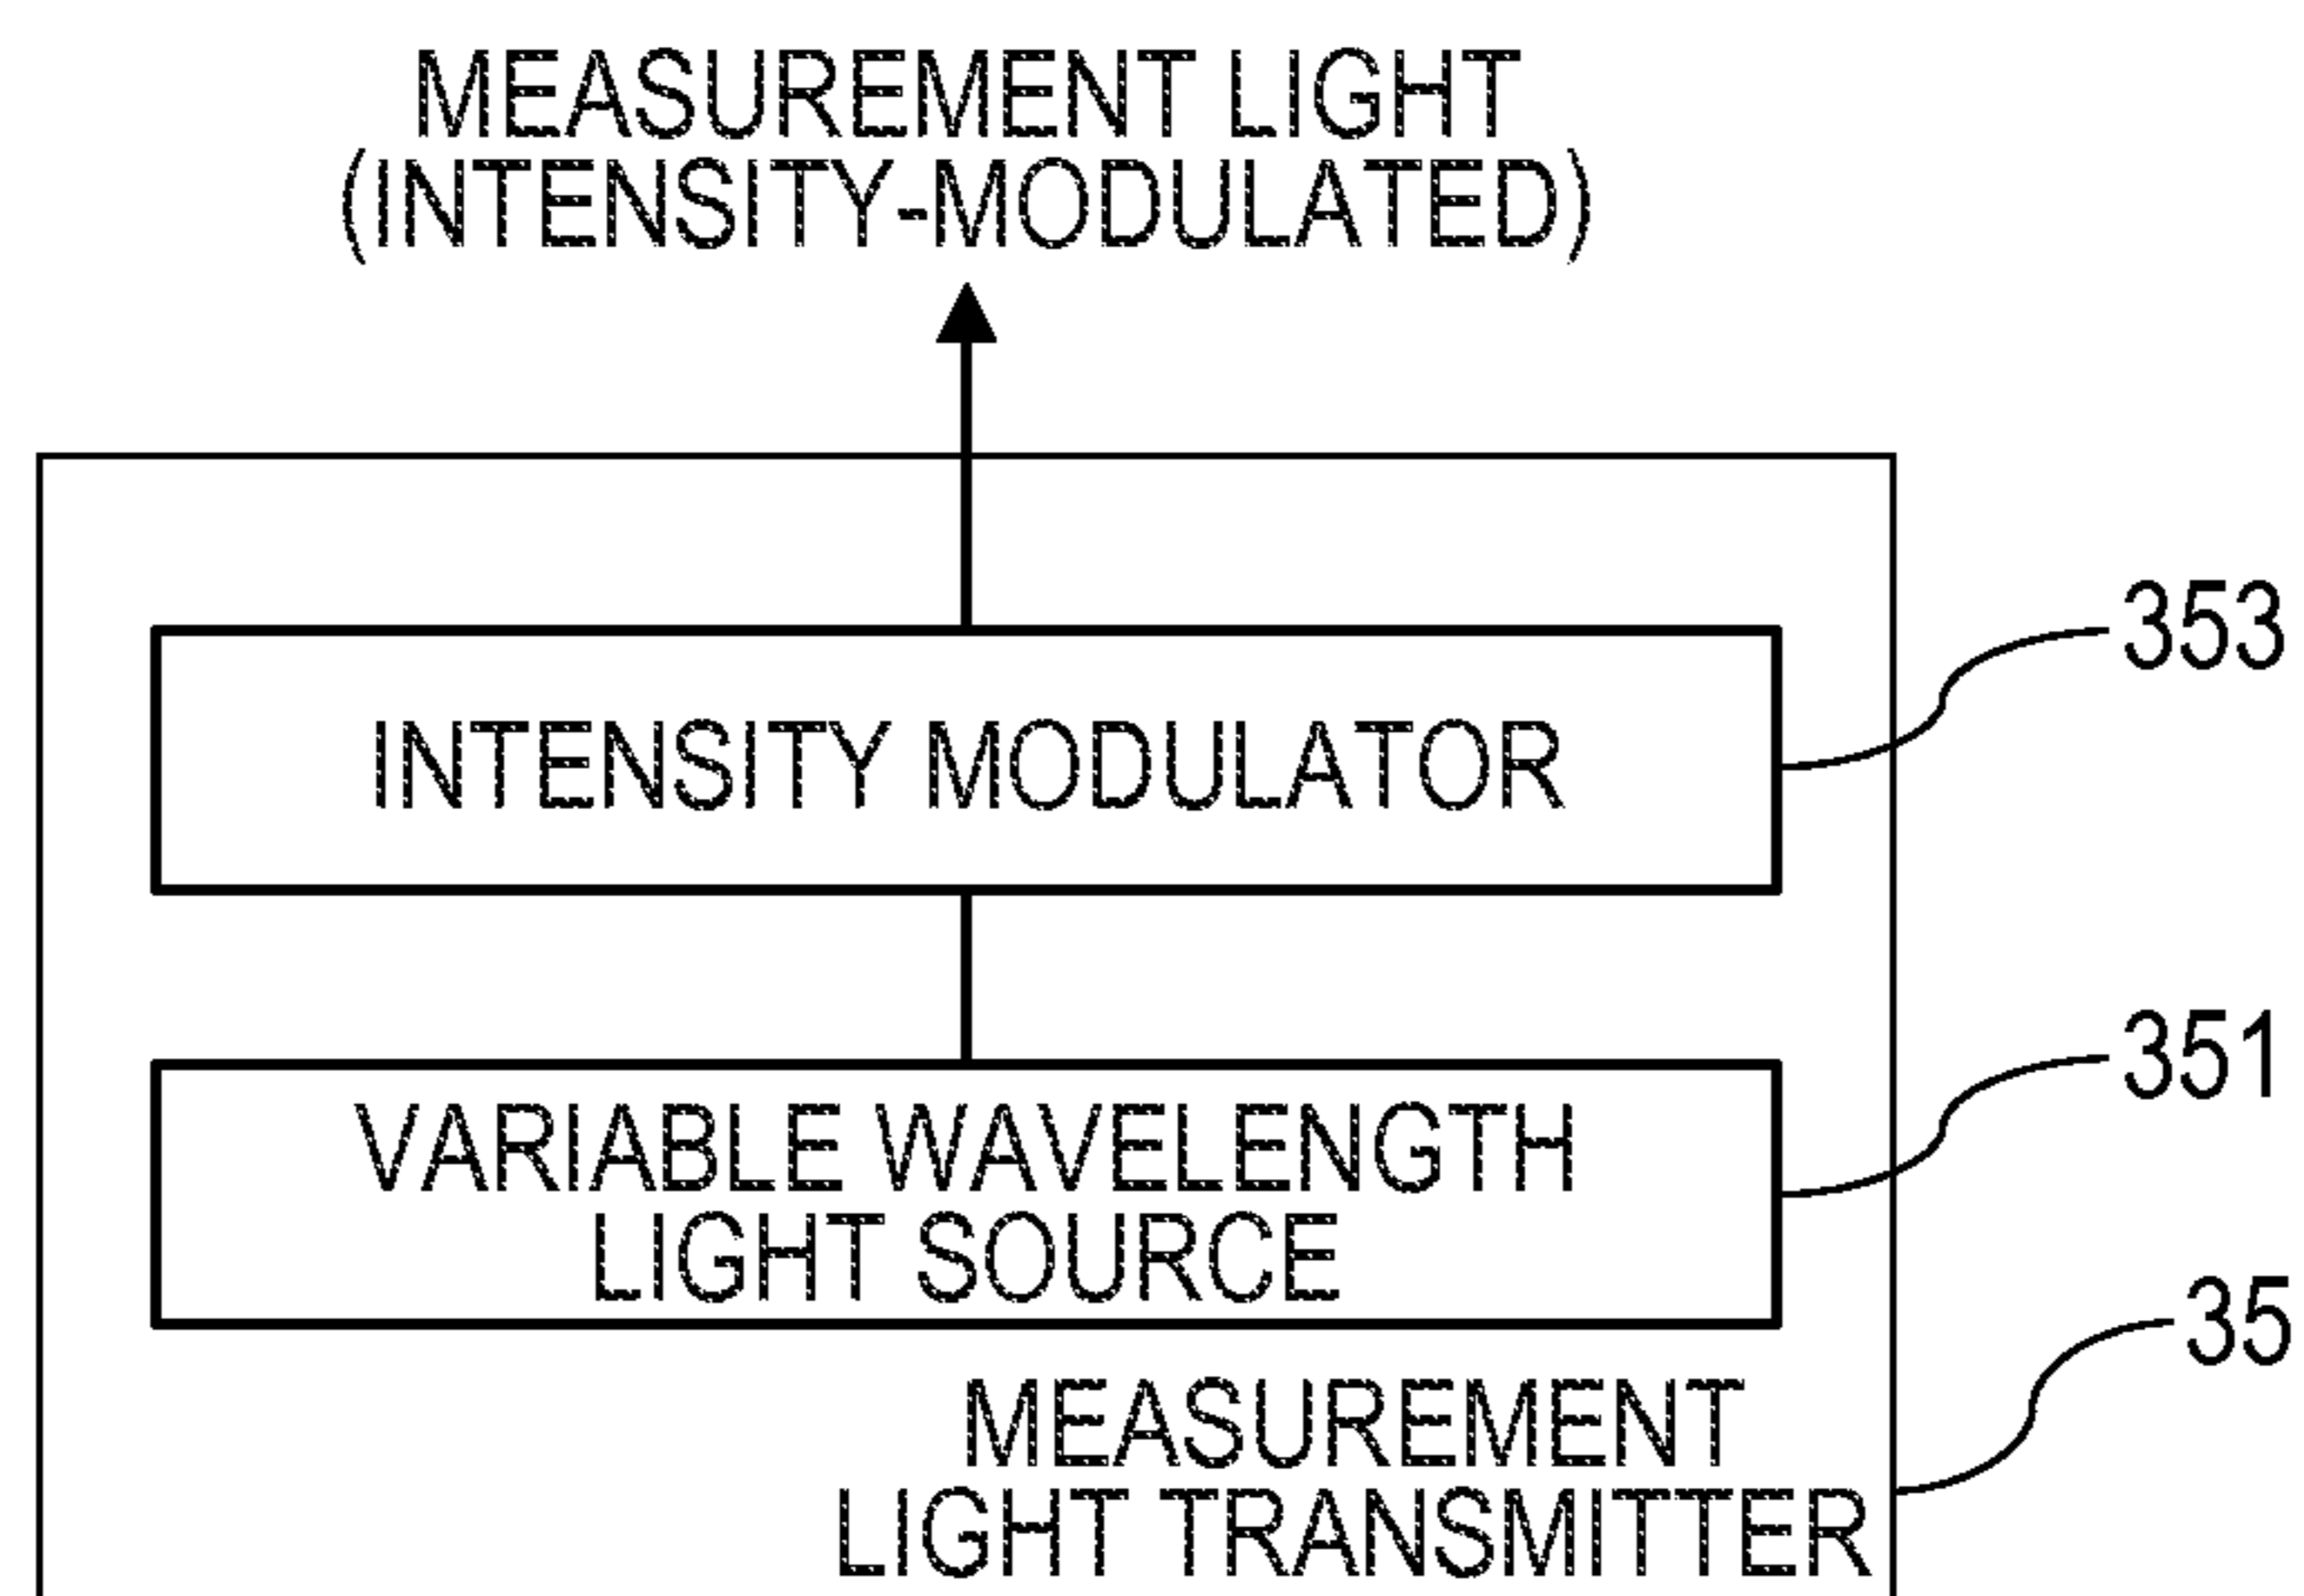 MEASUREMENT LIGHT
(INTENSITY-MODULATED)
353
INTENSITY MODULATOR
351
VARIABLE WAVELENGTH
LIGHT SOURCE
35
MEASUREMENT
LIGHT TRANSMITTER